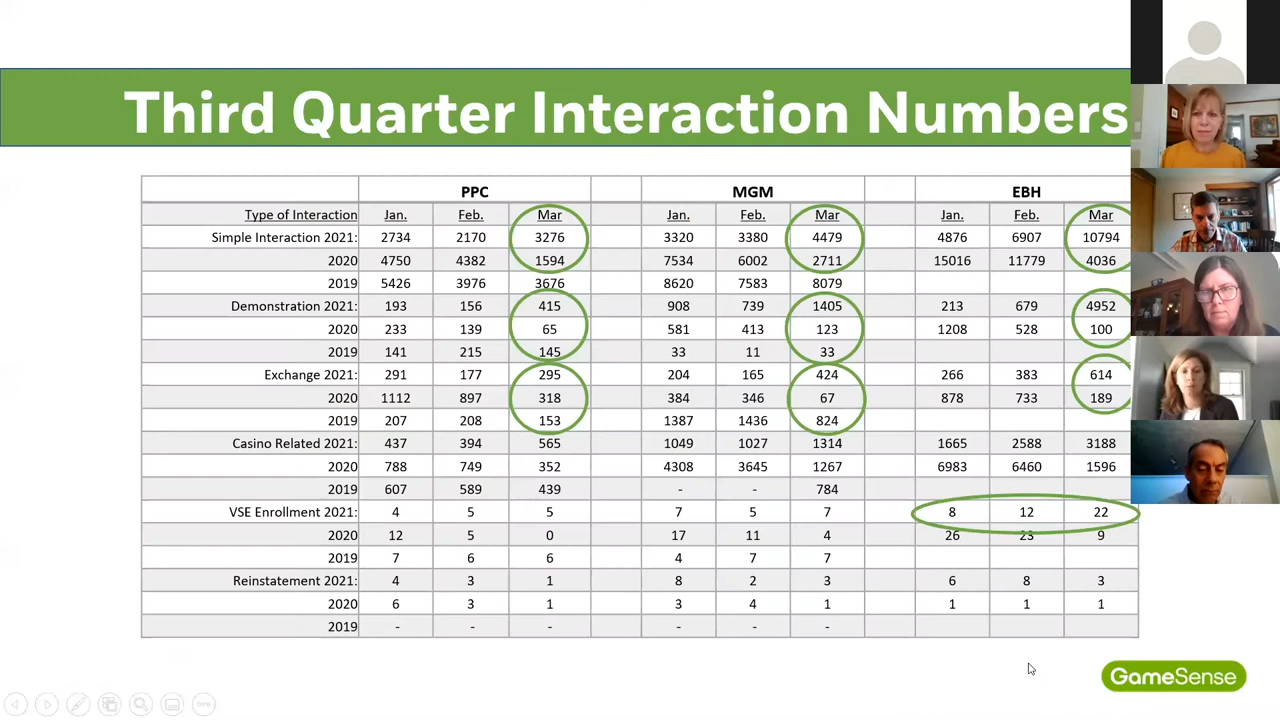 Third Quarter Interaction Numbers
PPC MGM EBH
Type of Interaction Jan. Feb. Mar Jan. Feb. Mar Jan. Feb. Mar
Simple Interaction 2021: 2734 2170 3276 3320 3380 4479 4876 6907 10794
2020 4750 4382 1594 7534 6002 2711 15016 11779 4036
2019 5426 3976 3676 8620 7583 8079
Demonstration 2021: 193 156 415 908 739 1405 213 679 4952
2020 233 139 65 581 413 123 1208 528 100
2019 141 215 145 33 11 33
Exchange 2021: 291 177 295 204 165 424 266 383 614
2020 1112 897 318 384 346 67 878 733 189
2019 207 208 153 1387 1436 824
Casino Related 2021: 437 394 565 1049 1027 1314 1665 2588 3188
2020 788 749 352 4308 3645 1267 6983 6460 1596
2019 607 589 439 - - 784
VSE Enrollment 2021: 4 5 5 7 5 7 8 12 22
2020 12 5 0 17 11 4 26 23 9
2019 7 6 6 4 7 7
Reinstatement 2021: 4 3 1 8 2 3 6 8 3
2020 6 3 1 3 4 1 1 1 1
2019 - - - - - -
GameSense